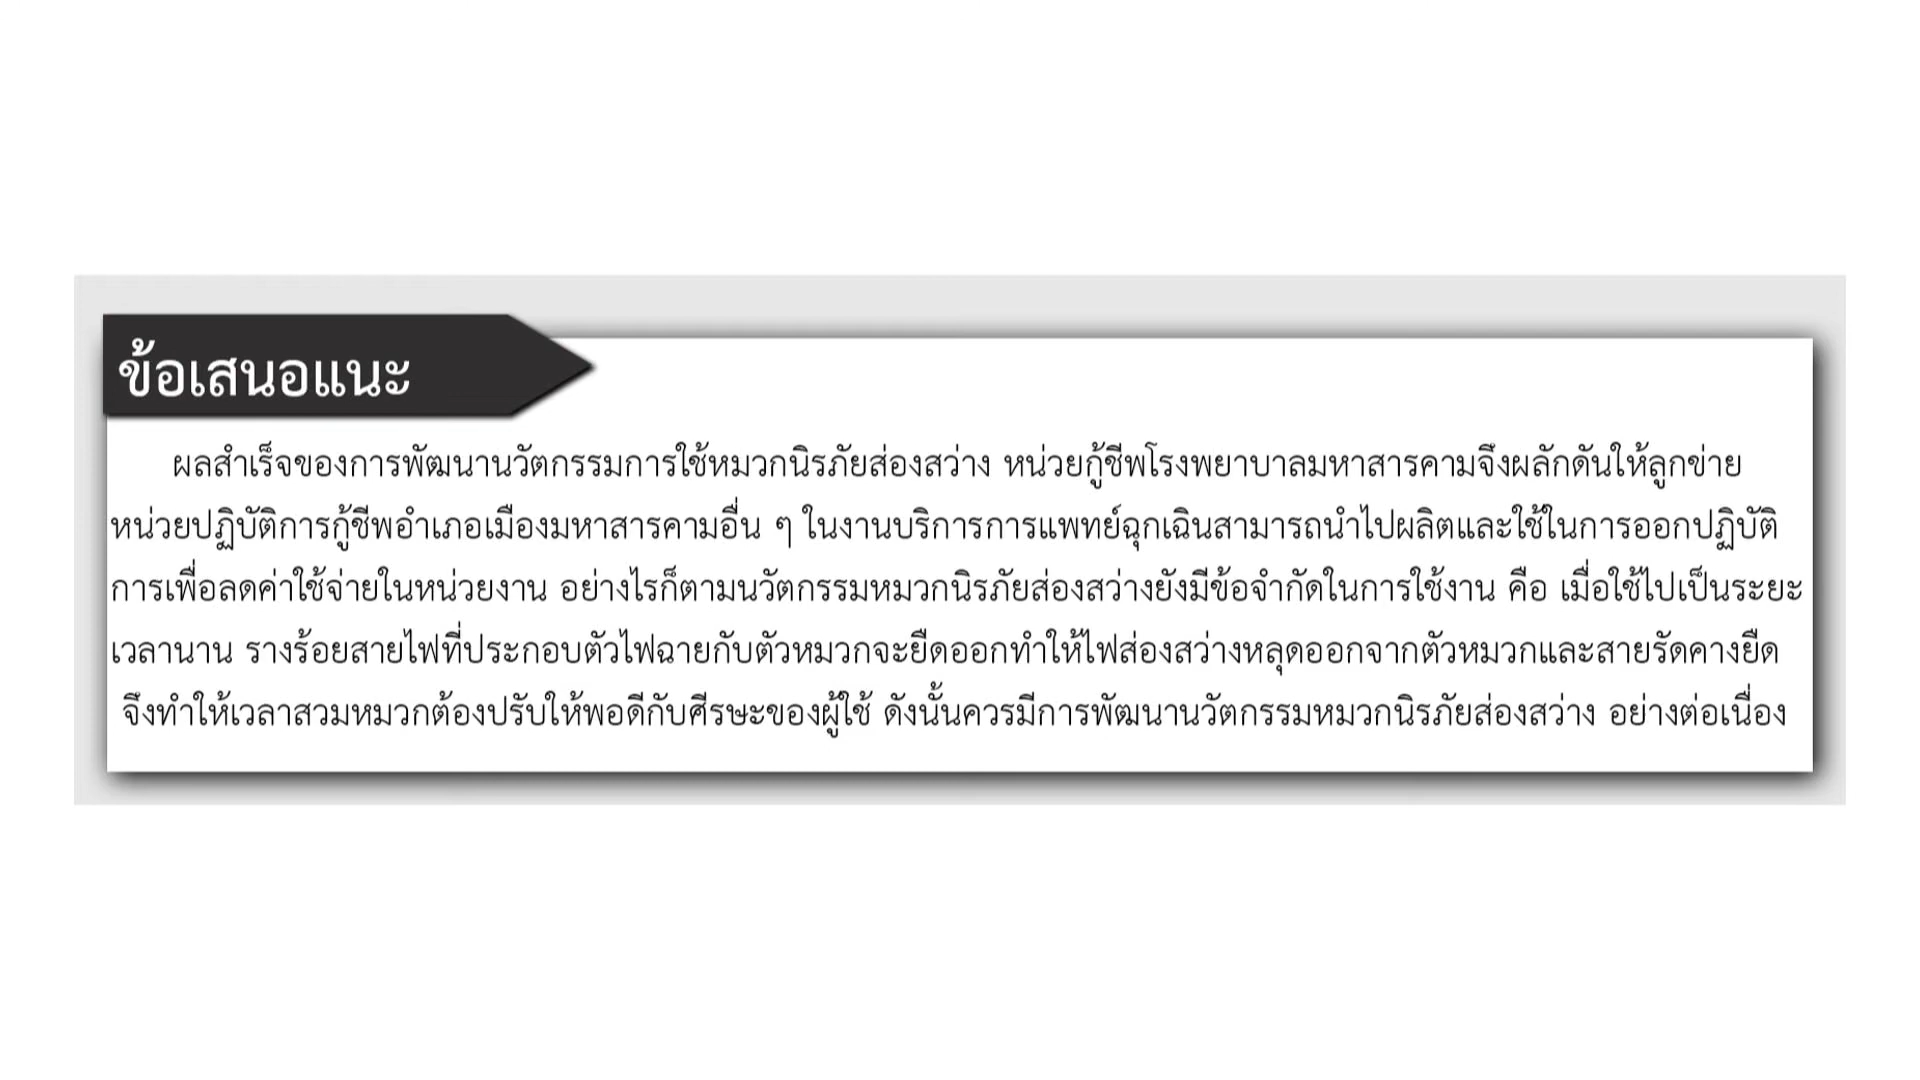 ข้อเสนอแนะ
ผลสำเร็จของการพัฒนานวัตกรรมการใช้หมวกนิรภัยส่องสว่าง หน่วยกู้ชีพโรงพยาบาลมหาสารคามจึงผลักดันให้ลูกข่าย
หน่วยปฏิบัติการกู้ชีพอำเภอเมืองมหาสารคามอื่น ๆ ในงานบริการการแพทย์ฉุกเฉินสามารถนำไปผลิตและใช้ในการออกปฏิบัติ
การเพื่อลดค่าใช้จ่ายในหน่วยงาน อย่างไรก็ตามนวัตกรรมหมวกนิรภัยส่องสว่างยังมีข้อจำกัดในการใช้งาน คือ เมื่อใช้ไปเป็นระยะ
เวลานาน รางร้อยสายไฟที่ประกอบตัวไฟฉายกับตัวหมวกจะยืดออกทำให้ไฟส่องสว่างหลุดออกจากตัวหมวกและสายรัดคางยืด
จึงทำให้เวลาสวมหมวกต้องปรับให้พอดีกับศีรษะของผู้ใช้ ดังนั้นควรมีการพัฒนานวัตกรรมหมวกนิรภัยส่องสว่าง อย่างต่อเนื่อง